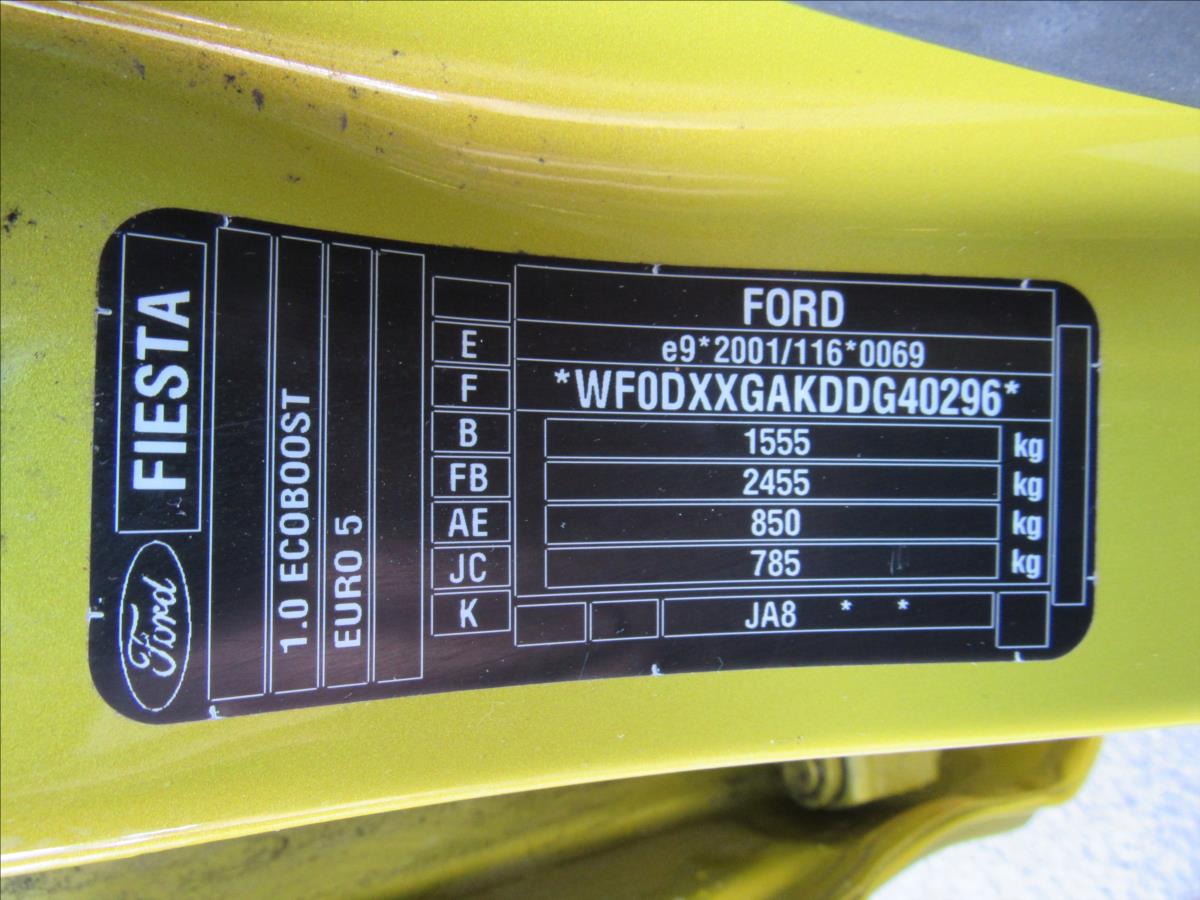 FORD
E e9*2001/116*0069
F *WF0DXXGAKDDG40296*
B 1555 kg
FB 2455 kg
AE 850 kg
JC 785 kg
K JA8 * *
Ford
FIESTA
1.0 ECOBOOST
EURO 5